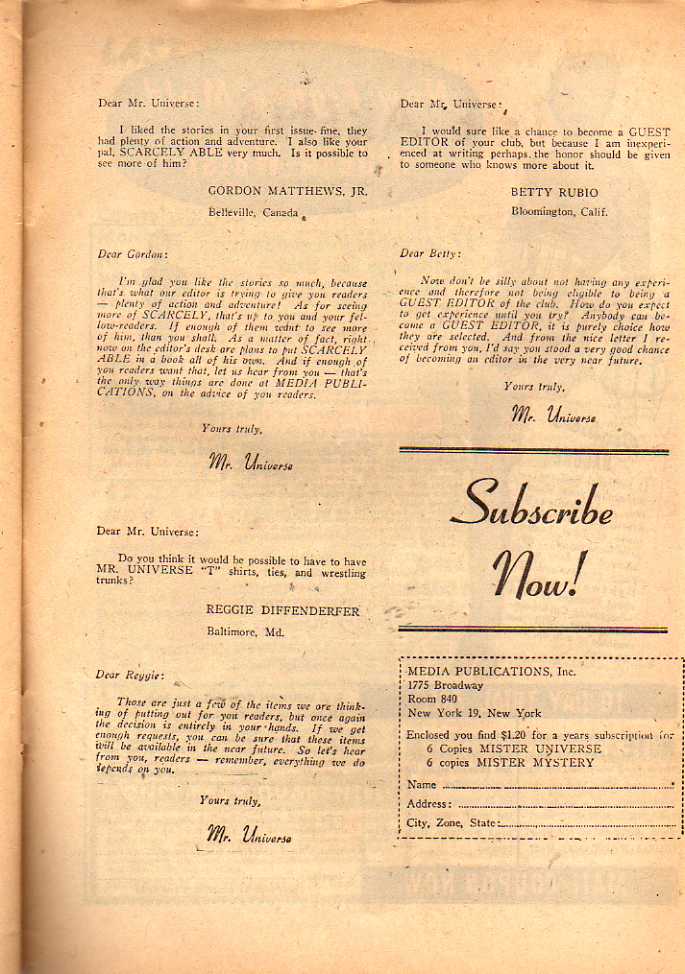 Dear Mr. Universe:
I liked the stories in your first issue fine, they
had plenty of action and adventure. I also like your
pal, SCARCELY ABLE very much. Is it possible to
see more of him?
GORDON MATTHEWS, JR.
Belleville, Canada
Dear Gordon:
I'm glad you like the stories so much, because
that's what our editor is trying to give you readers
— plenty of action and adventure! As for seeing
more of SCARCELY, that's up to you and your fel-
low-readers. If enough of them want to see more
of him, than you shall. As a matter of fact, right
now on the editor's desk are plans to put SCARCELY
ABLE in a book all of his own. And if enough of
you readers want that, let us hear from you — that's
the only way things are done at MEDIA PUBLI-
CATIONS, on the advice of you readers.
Yours truly,
Mr. Universe
Dear Mr. Universe:
Do you think it would be possible to have to have
MR. UNIVERSE "T" shirts, ties, and wrestling
trunks?
REGGIE DIFFENDERFER
Baltimore, Md.
Dear Reggie:
Those are just a few of the items we are think-
ing of putting out for you readers, but once again
the decision is entirely in your hands. If we get
enough requests, you can be sure that these items
will be available in the near future. So let's hear
from you, readers — remember, everything we do
depends on you.
Yours truly,
Mr. Universe
Dear Mr. Universe:
I would sure like a chance to become a GUEST
EDITOR of your club, but because I am inexperi-
enced at writing perhaps the honor should be given
to someone who knows more about it.
BETTY RUBIO
Bloomington, Calif.
Dear Betty:
Now don't be silly about not having any experi-
ence and therefore not being eligible to being a
GUEST EDITOR of the club. How do you expect
to get experience until you try? Anybody can be-
come a GUEST EDITOR, it is purely choice how
they are selected. And from the nice letter I re-
ceived from you, I'd say you stood a very good chance
of becoming an editor in the very near future.
Yours truly,
Mr. Universe
Subscribe
Now!
MEDIA PUBLICATIONS, Inc.
1775 Broadway
Room 840
New York 19, New York
Enclosed you find $1.20 for a years subscription for
6 Copies MISTER UNIVERSE
6 copies MISTER MYSTERY
Name
Address:
City, Zone, State: